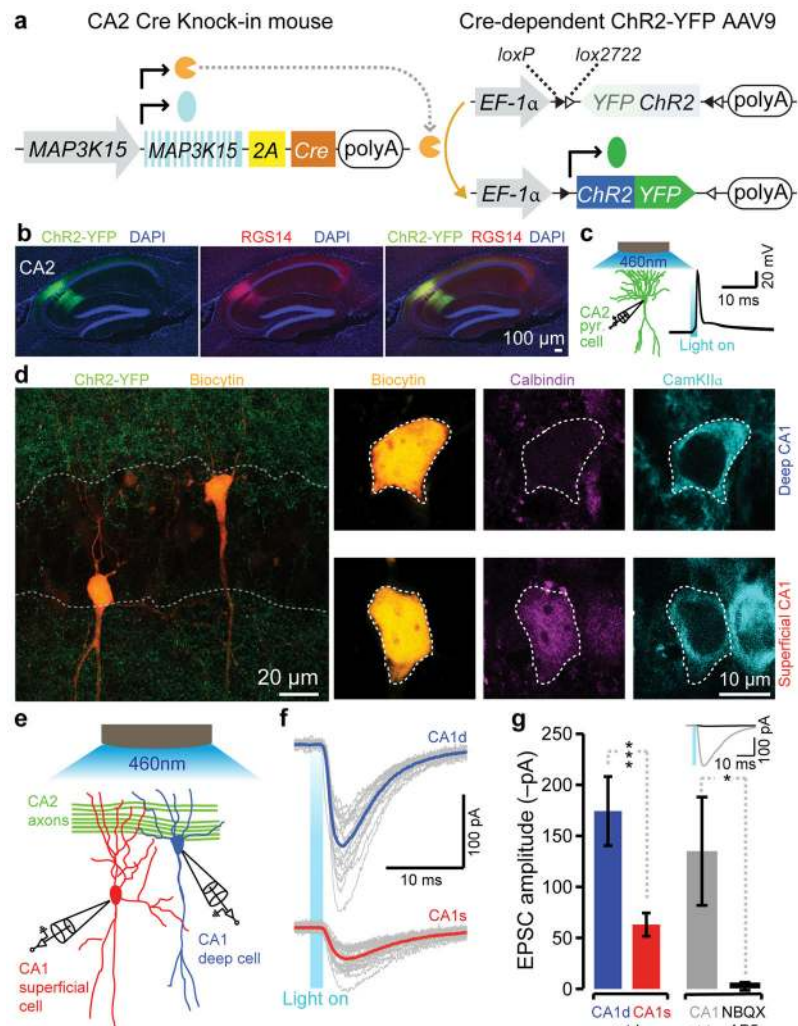 a
CA2 Cre Knock-in mouse
Cre-dependent ChR2-YFP AAV9
loxP
lox2722
EF-1α
YFP ChR2
polyA
MAP3K15
MAP3K15
2A
Cre
polyA
EF-1α
ChR2
YFP
polyA
b
ChR2-YFP DAPI
RGS14 DAPI
ChR2-YFP RGS14 DAPI
CA2
100 µm
c
460nm
20 mV
10 ms
CA2
pyr.
cell
Light on
d
ChR2-YFP
Biocytin
Biocytin
Calbindin
CamKIIα
Deep CA1
20 µm
Superficial CA1
10 µm
e
460nm
CA2
axons
CA1
deep cell
CA1
superficial
cell
f
CA1d
100 pA
10 ms
CA1s
Light on
g
EPSC amplitude (–pA)
250
200
150
100
50
0
***
*
100 pA
10 ms
CA1d CA1s
CA1 NBQX